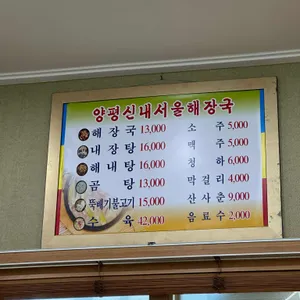 양평신내서울해장국
해장국 13,000 소주 5,000
내장탕 16,000 맥주 5,000
해내탕 16,000 청하 6,000
곰탕 13,000 막걸리 4,000
뚝배기불고기 15,000 산사춘 9,000
수육 42,000 음료수 2,000